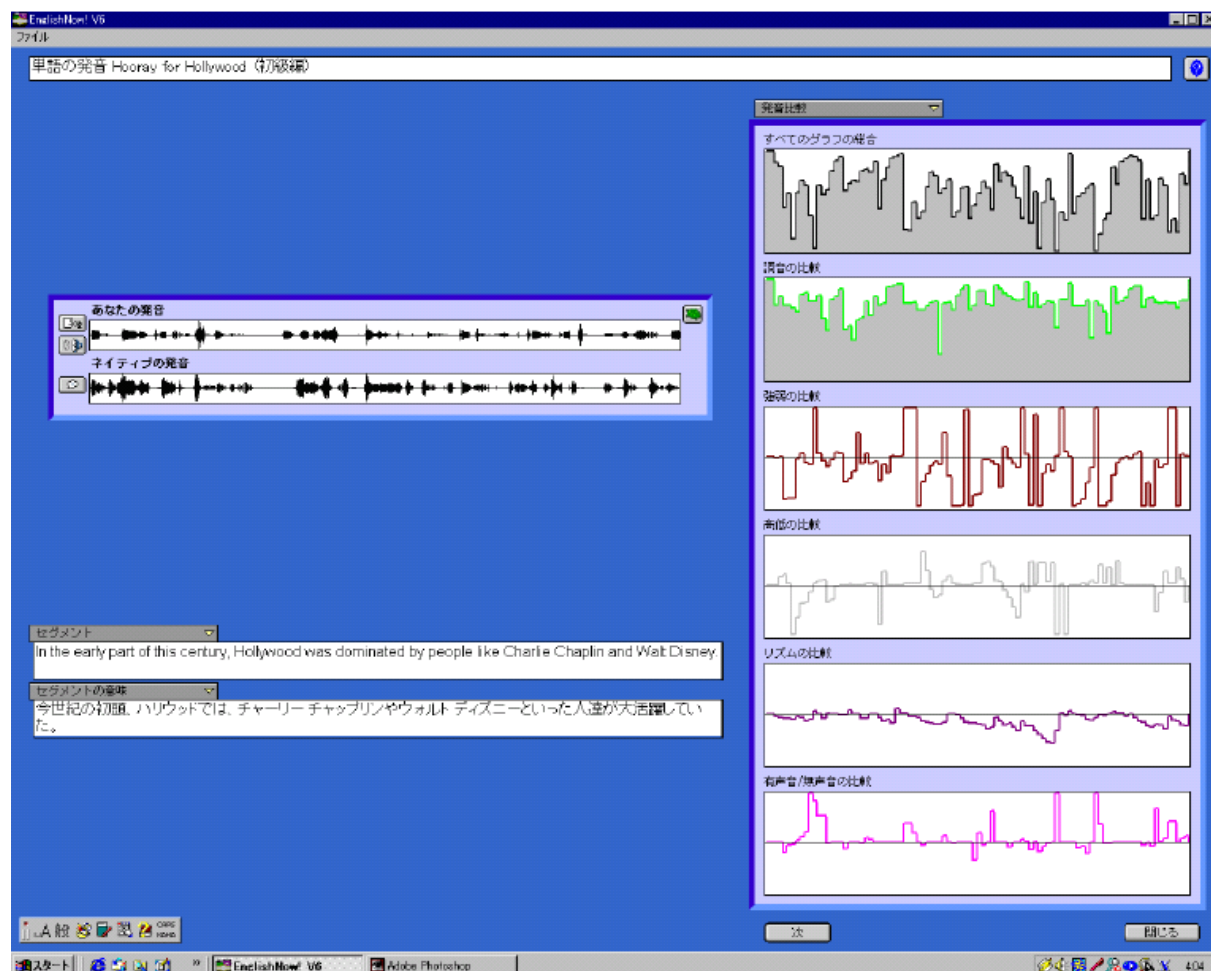 EnglishNow! V6
ファイル
単語の発音 Hooray for Hollywood (初級編)
発音比較
すべてのグラフの総合
調音の比較
あなたの発音
ネイティブの発音
強弱の比較
高低の比較
セグメント
In the early part of this century, Hollywood was dominated by people like Charlie Chaplin and Walt Disney.
リズムの比較
セグメントの意味
今世紀の初頭、ハリウッドでは、チャーリー チャップリンやウォルト ディズニーといった人達が大活躍してい
た。
有声音/無声音の比較
A 般 CAPS
KANA
次
閉じる
スタート
EnglishNow! V6
Adobe Photoshop
4:04